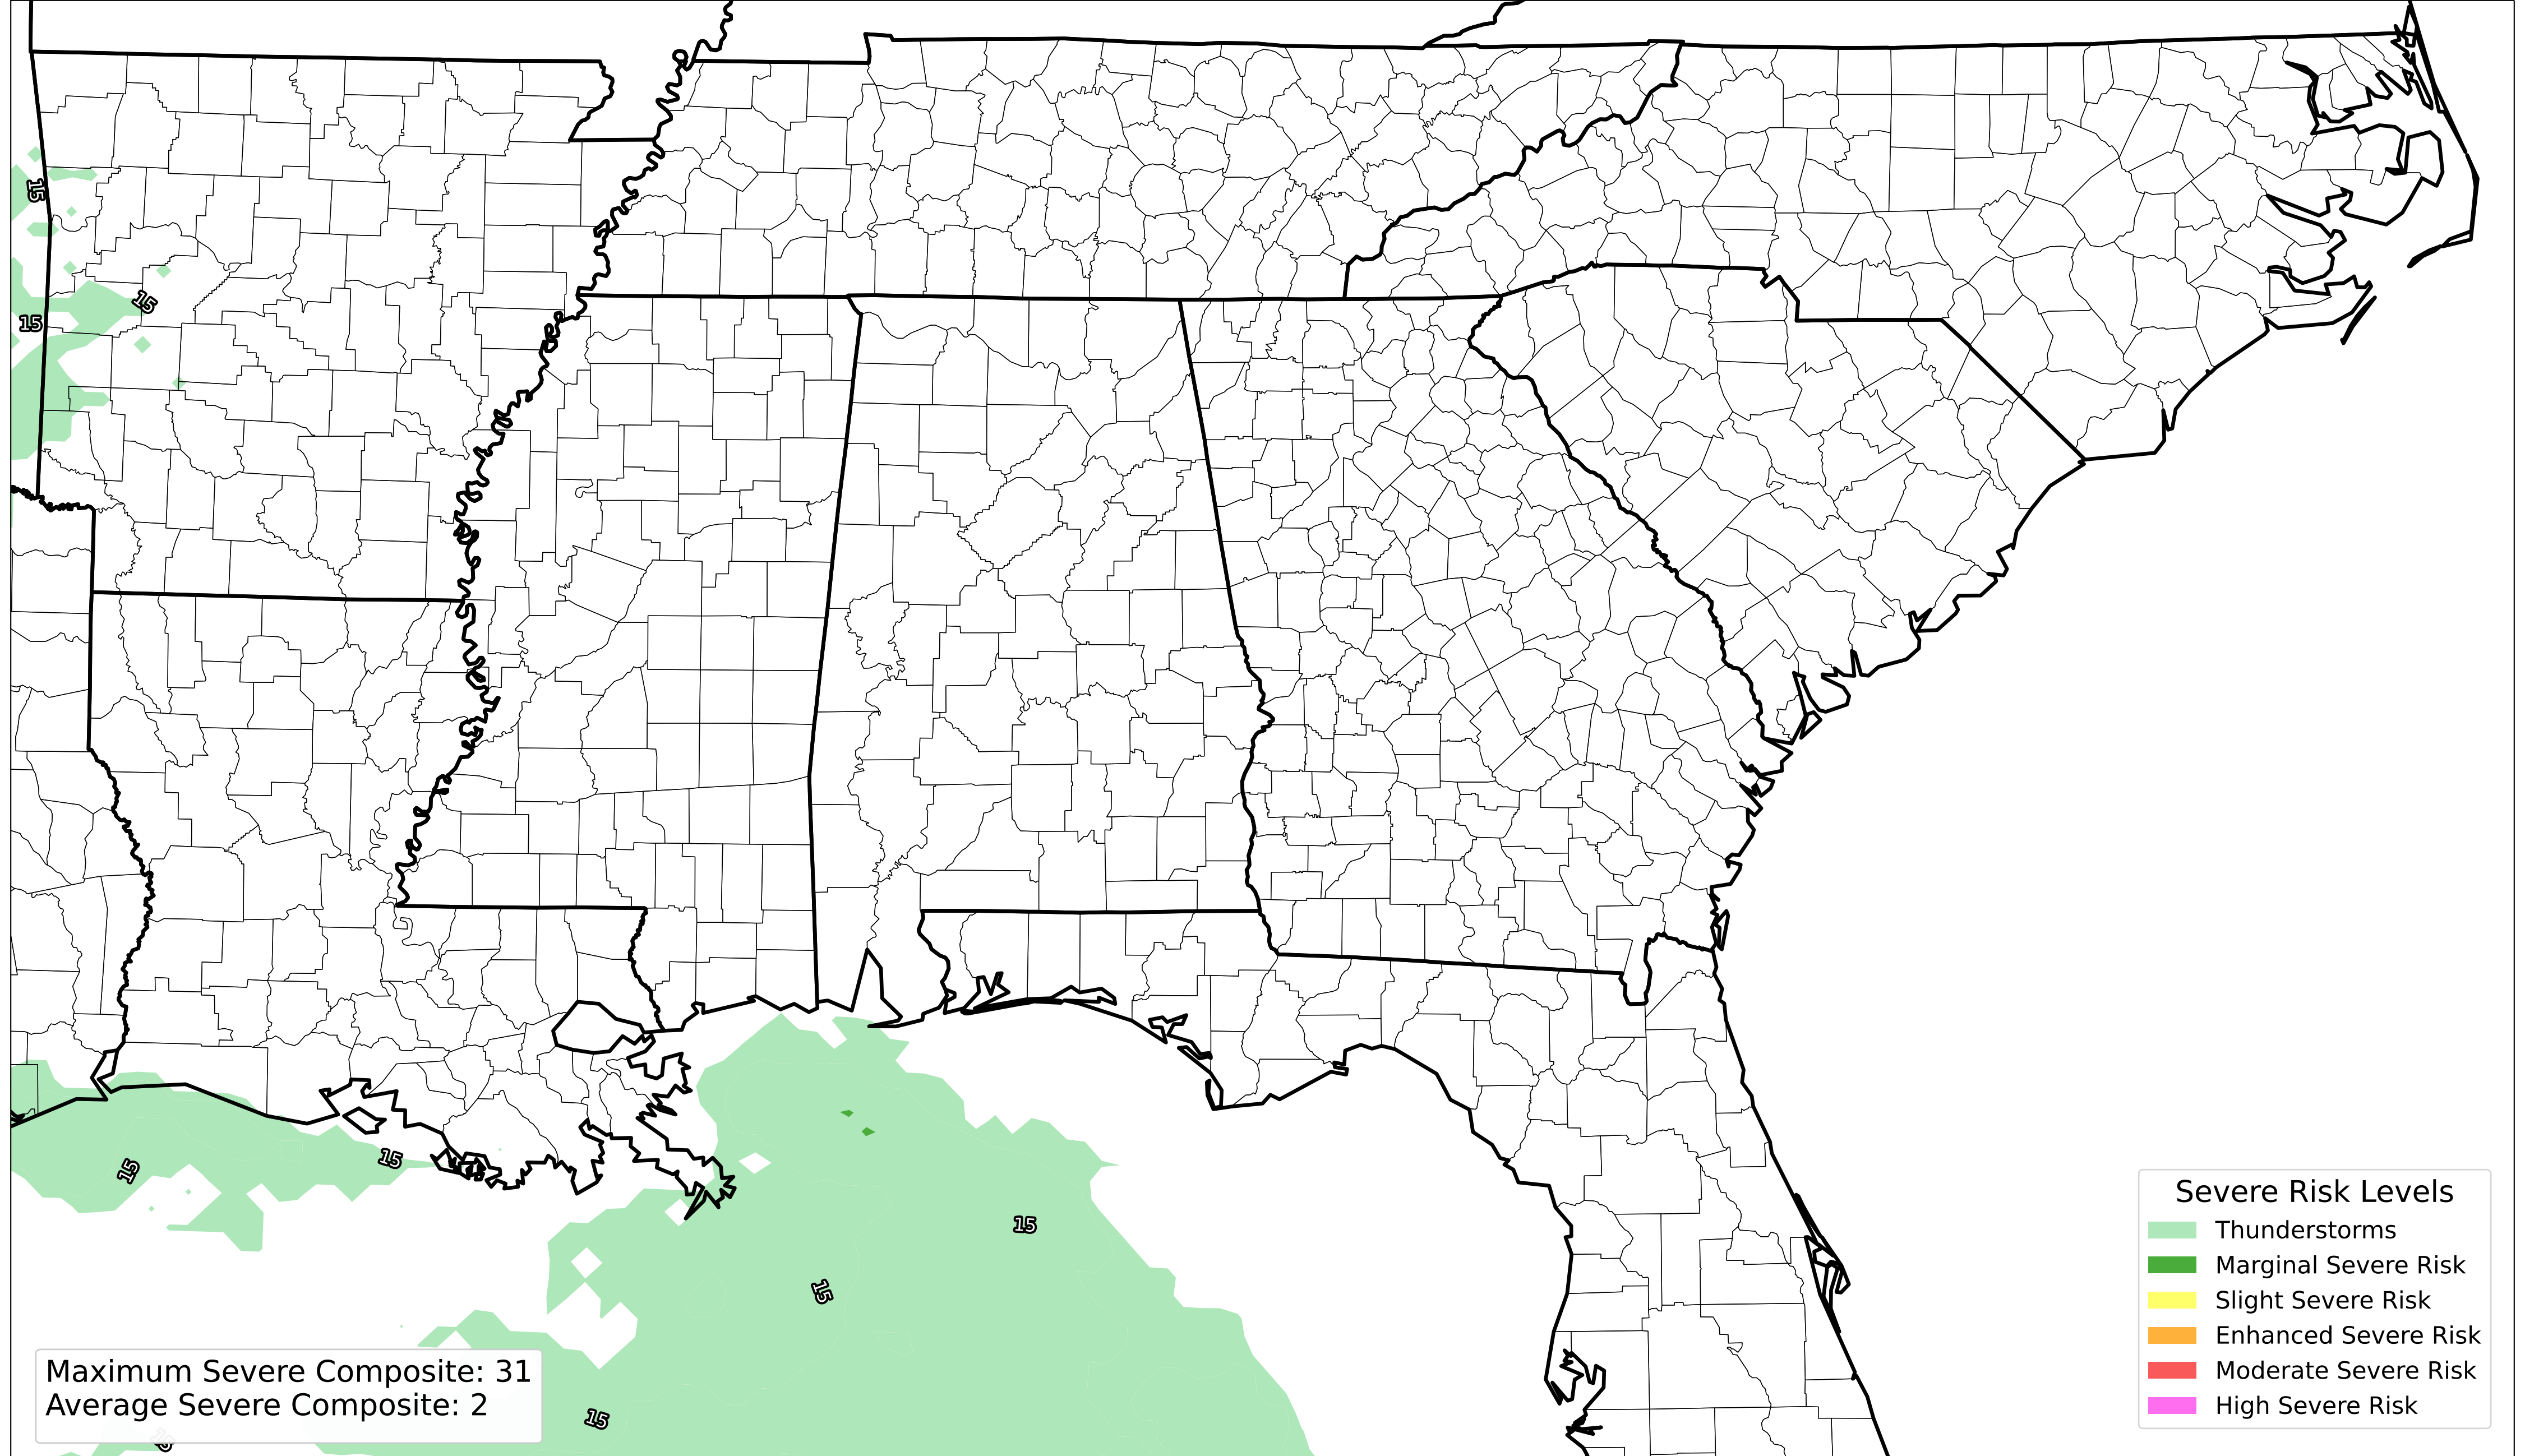 15
15
15
15
15
15
15
15
Severe Risk Levels
Thunderstorms
Marginal Severe Risk
Slight Severe Risk
Enhanced Severe Risk
Moderate Severe Risk
High Severe Risk
Maximum Severe Composite: 31
Average Severe Composite: 2
15